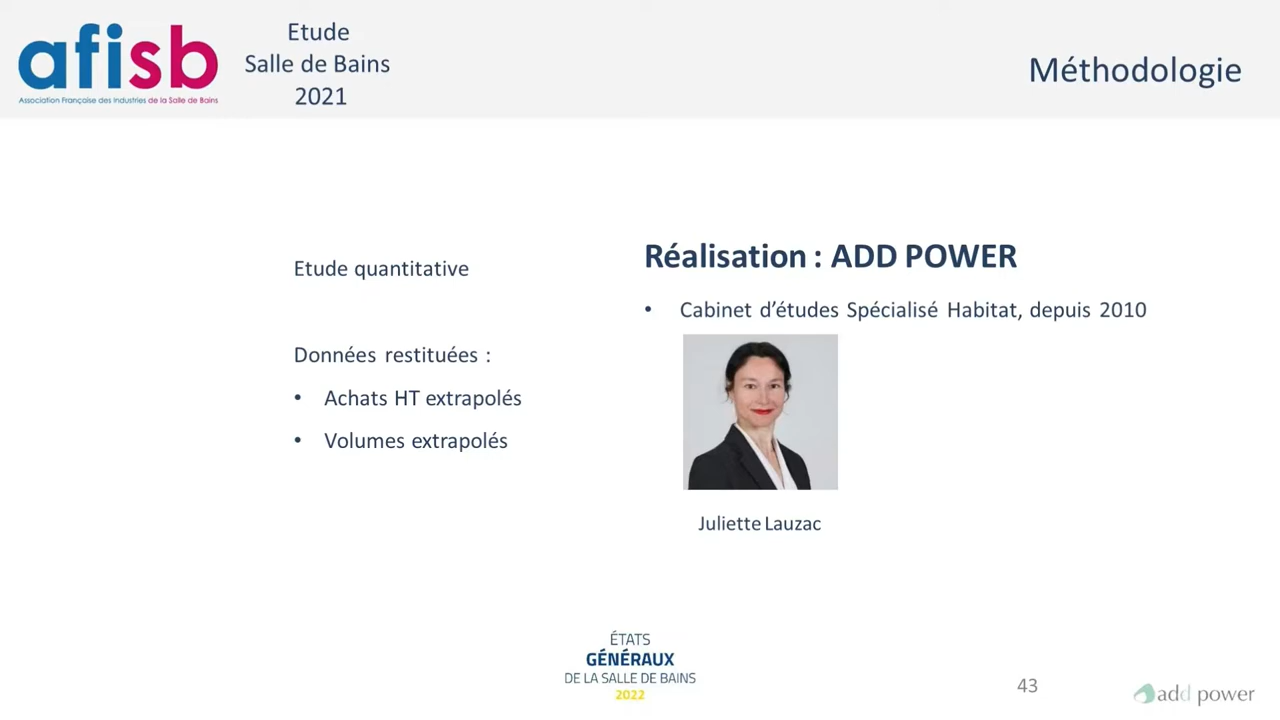 afisb
Association Française des Industries de la Salle de Bains
Etude
Salle de Bains
2021
Méthodologie
Etude quantitative
Données restituées :
• Achats HT extrapolés
• Volumes extrapolés
Réalisation : ADD POWER
• Cabinet d’études Spécialisé Habitat, depuis 2010
Juliette Lauzac
ÉTATS
GÉNÉRAUX
DE LA SALLE DE BAINS
2022
43
add power